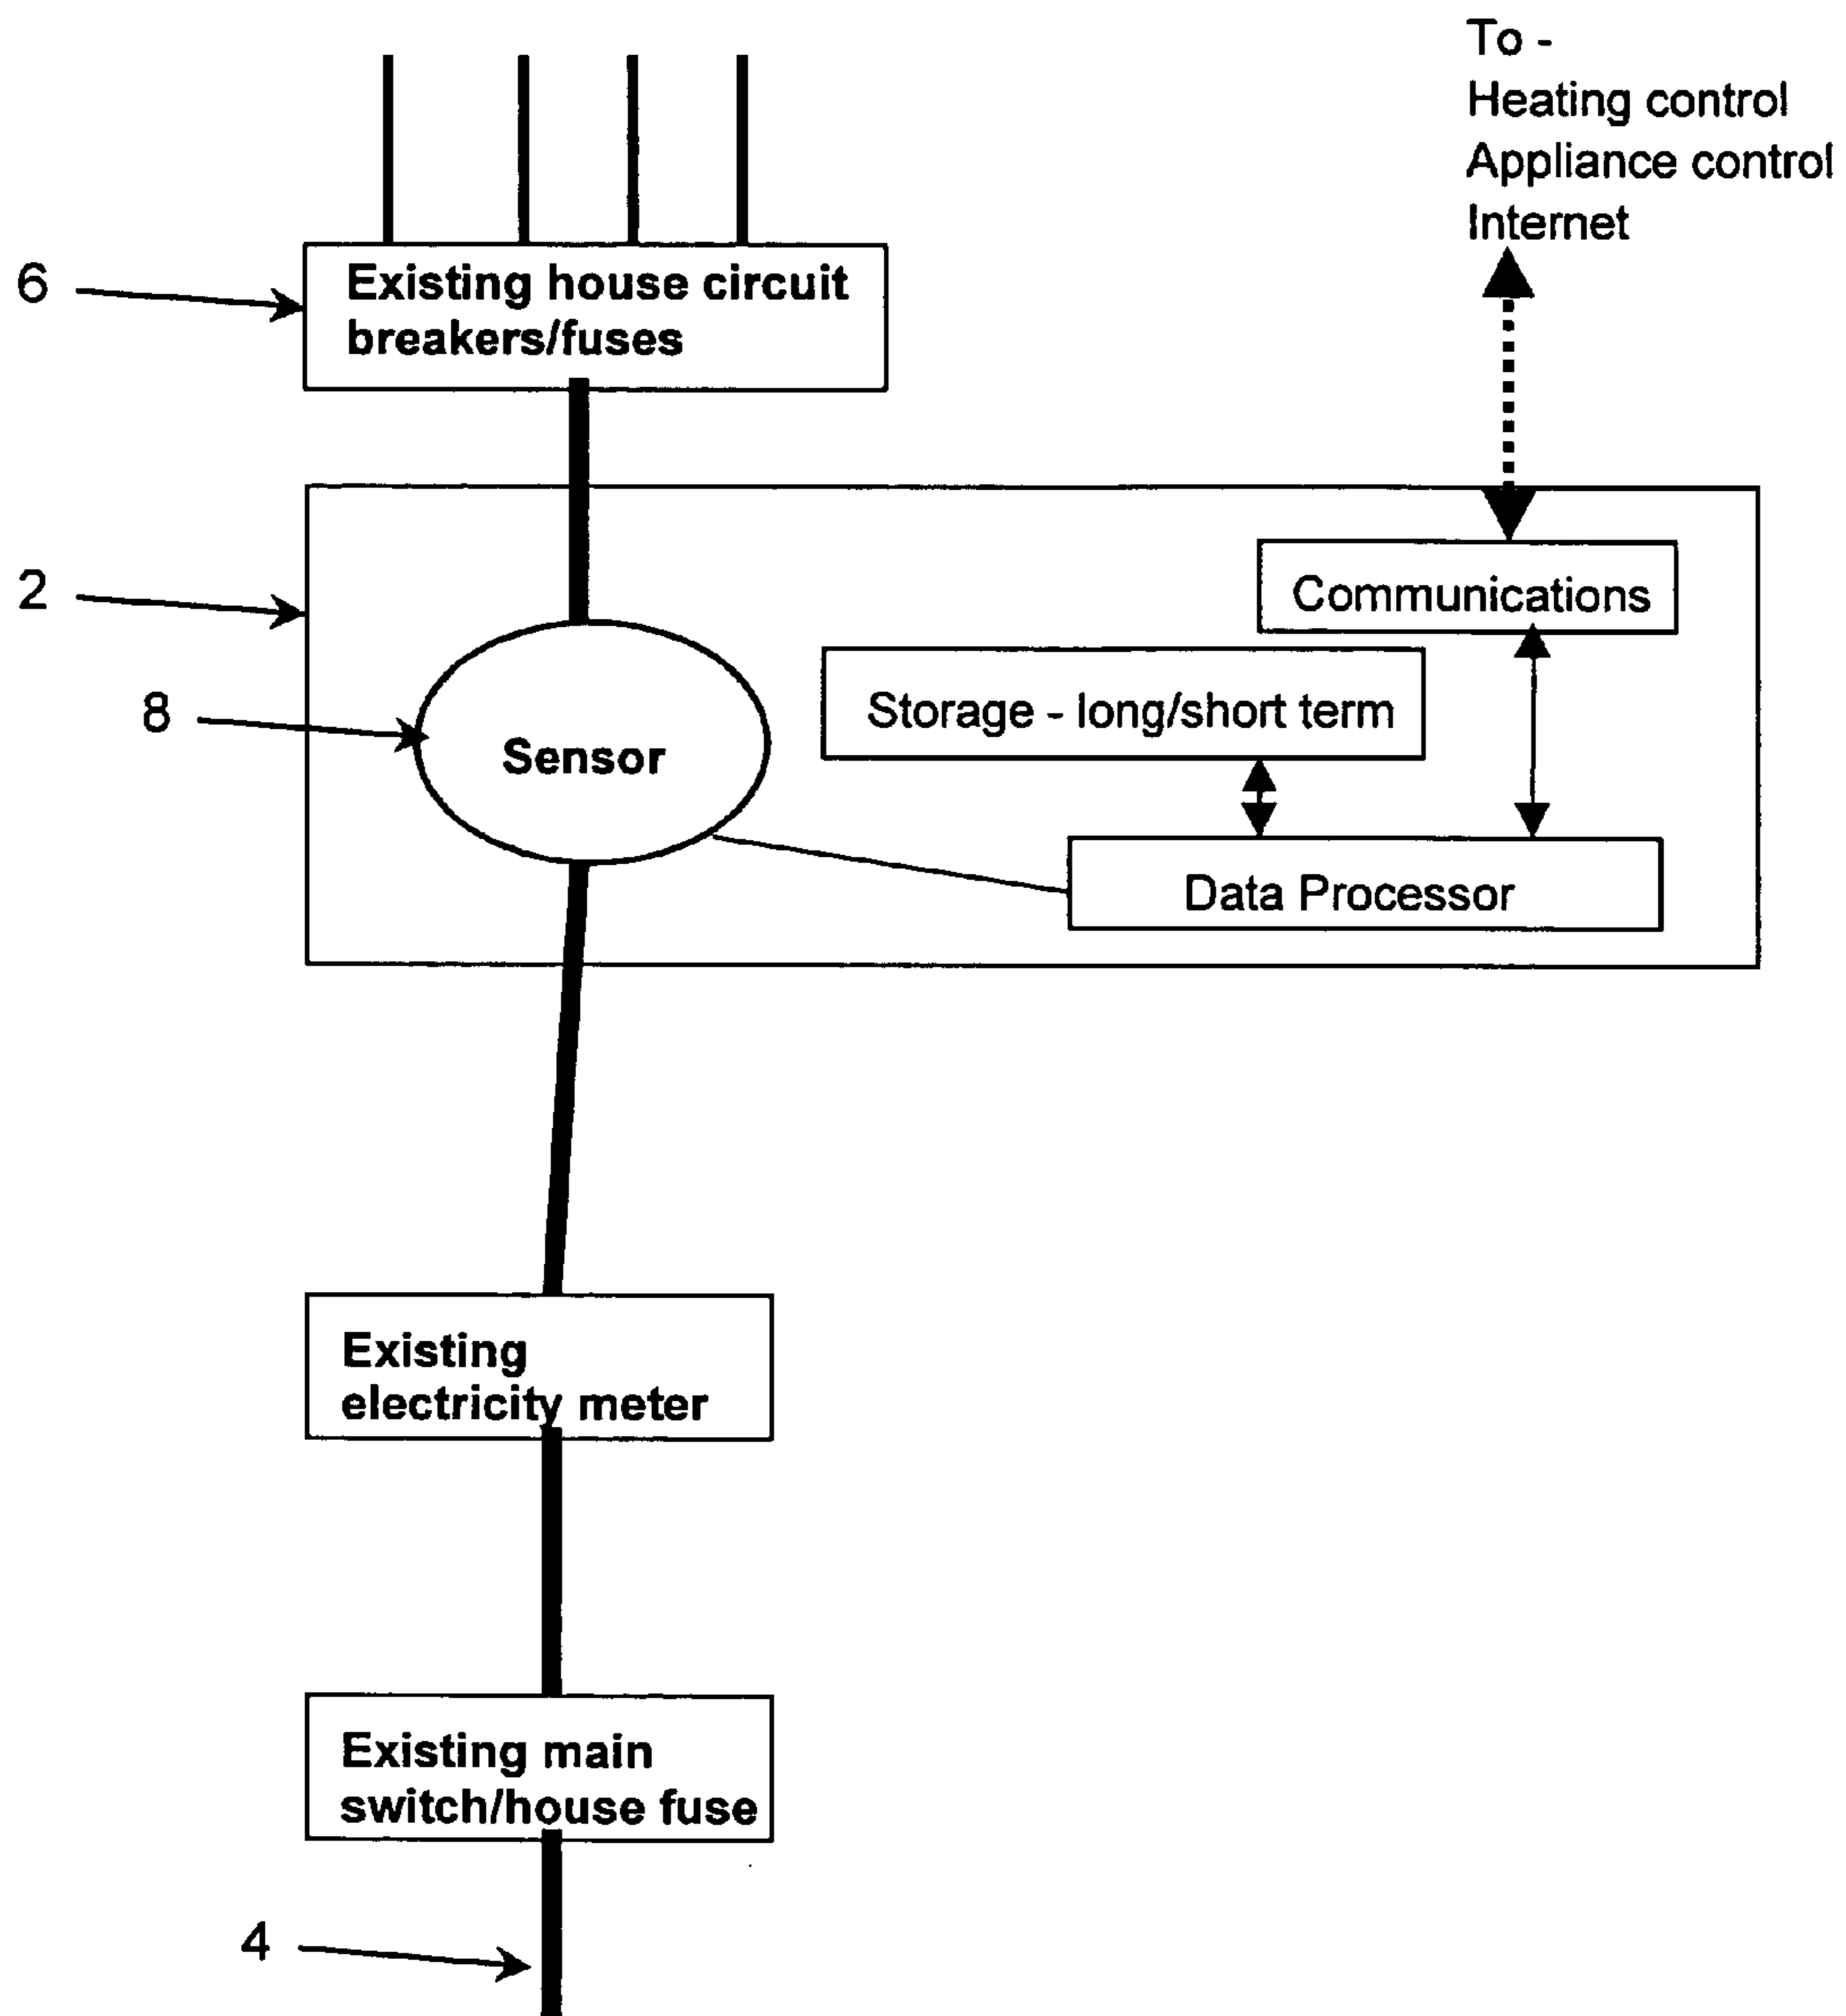 To -
Heating control
Appliance control
Internet
6
Existing house circuit
breakers/fuses
2
Communications
Storage - long/short term
8
Sensor
Data Processor
Existing
electricity meter
Existing main
switch/house fuse
4